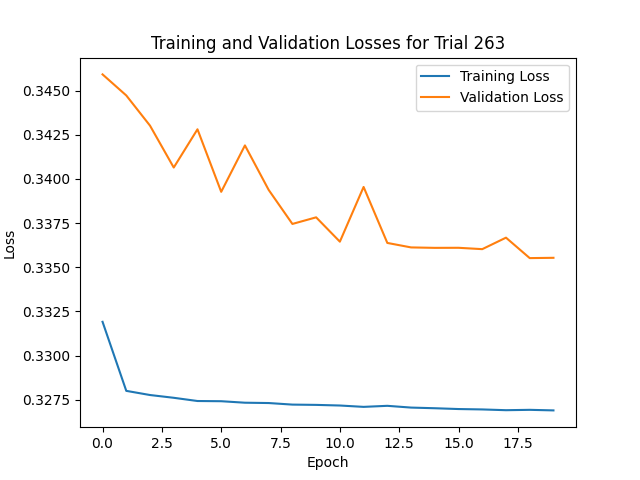 Training and Validation Losses for Trial 263
Training Loss
Validation Loss
0.3450
0.3425
0.3400
0.3375
0.3350
0.3325
0.3300
0.3275
Loss
0.0 2.5 5.0 7.5 10.0 12.5 15.0 17.5
Epoch